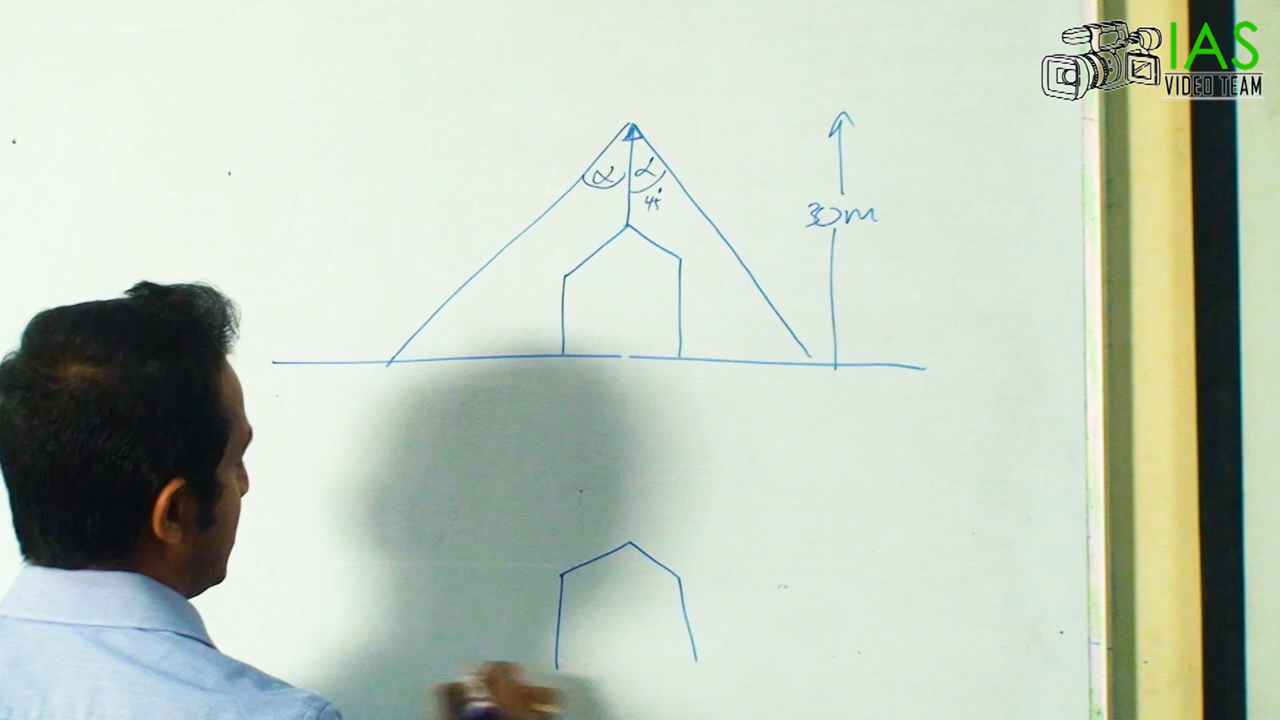 IAS
VIDEO TEAM
α α
45°
30m